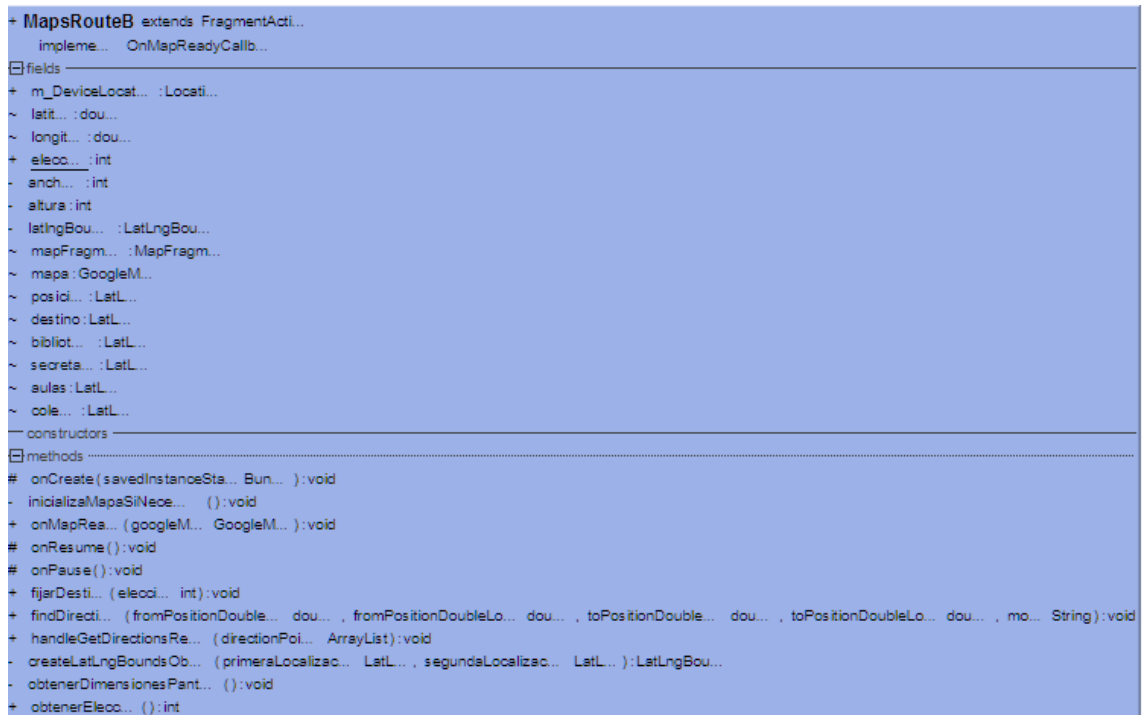 + MapsRouteB extends FragmentActi...
impleme... OnMapReadyCallb...
fields
+ m_DeviceLocat... :Locati...
~ latit... :dou...
~ longit... :dou...
+ elecc... :int
- anch... :int
- altura:int
- latlngBou... :LatLngBou...
~ mapFragm... :MapFragm...
~ mapa:GoogleM...
~ posici... :LatL...
~ destino:LatL...
~ bibliot... :LatL...
~ secreta... :LatL...
~ aulas:LatL...
~ cole... :LatL...
constructors
methods
# onCreate(savedInstanceSta... Bun... ):void
- inicializaMapaSiNece... ():void
+ onMapRea... (googleM... GoogleM... ):void
# onResume():void
# onPause():void
+ fijarDesti... (elecci... int):void
+ findDirecti... (fromPositionDouble... dou... , fromPositionDoubleLo... dou... , toPositionDouble... dou... , toPositionDoubleLo... dou... , mo... String):void
+ handleGetDirectionsRe... (directionPoi... ArrayList):void
- createLatLngBoundsOb... (primeraLocalizac... LatL... , segundaLocalizac... LatL... ):LatLngBou...
- obtenerDimensionesPant... ():void
+ obtenerElecc... ():int